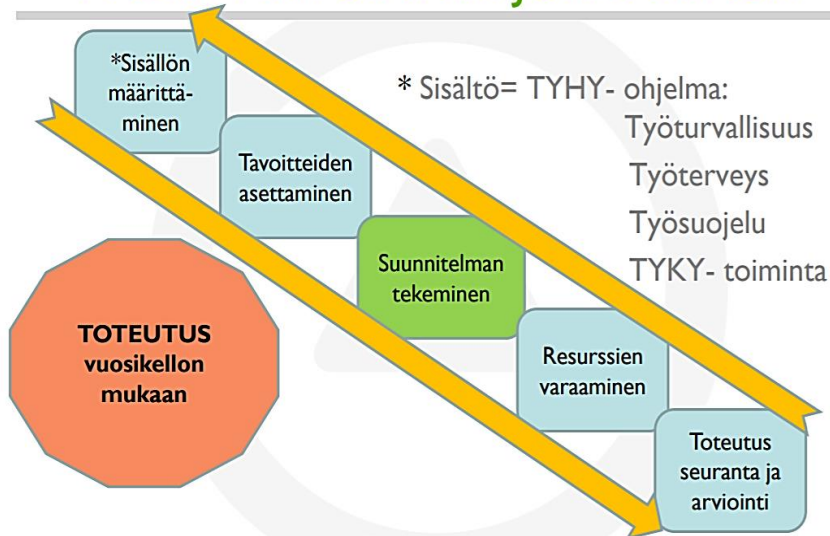 *Sisällön
määrittä-
minen
* Sisältö= TYHY- ohjelma:
Työturvallisuus
Työterveys
Työsuojelu
TYKY- toiminta
Tavoitteiden
asettaminen
Suunnitelman
tekeminen
Resurssien
varaaminen
Toteutus
seuranta ja
arviointi
TOTEUTUS
vuosikellon
mukaan